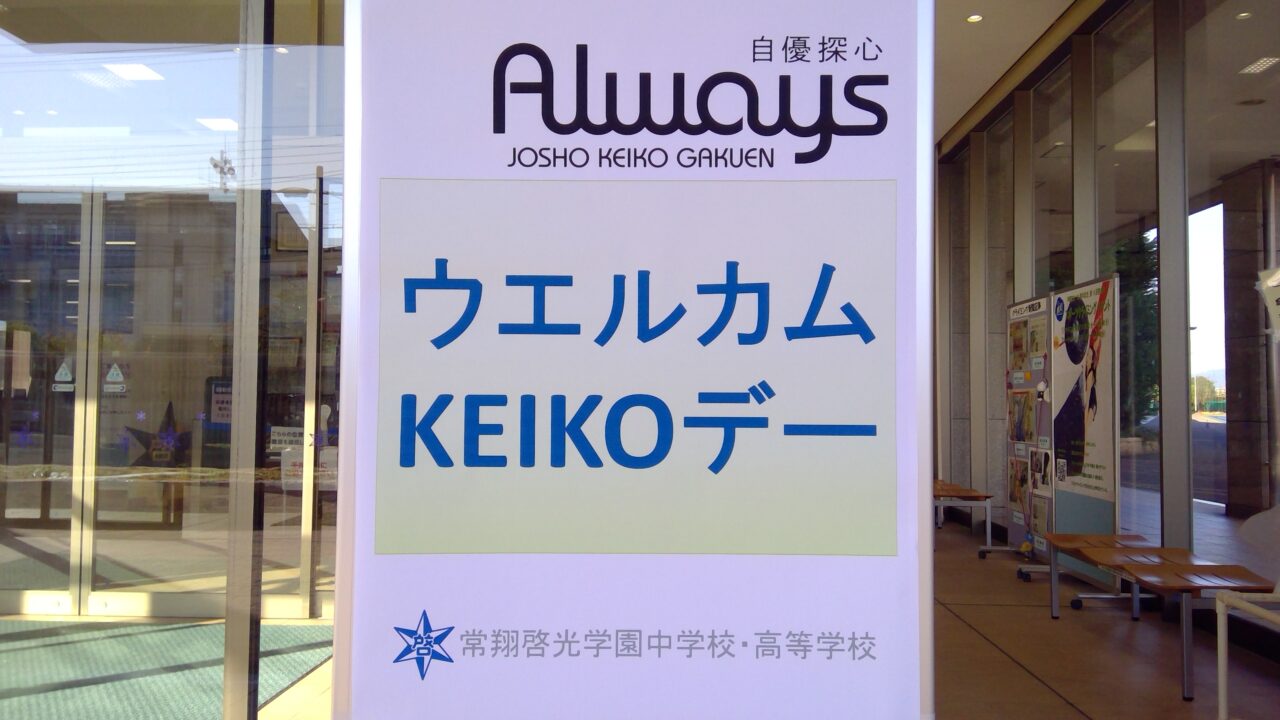 自優探心
Always
JOSHO KEIKO GAKUEN
ウエルカム
KEIKOデー
啓
常翔啓光学園中学校・高等学校